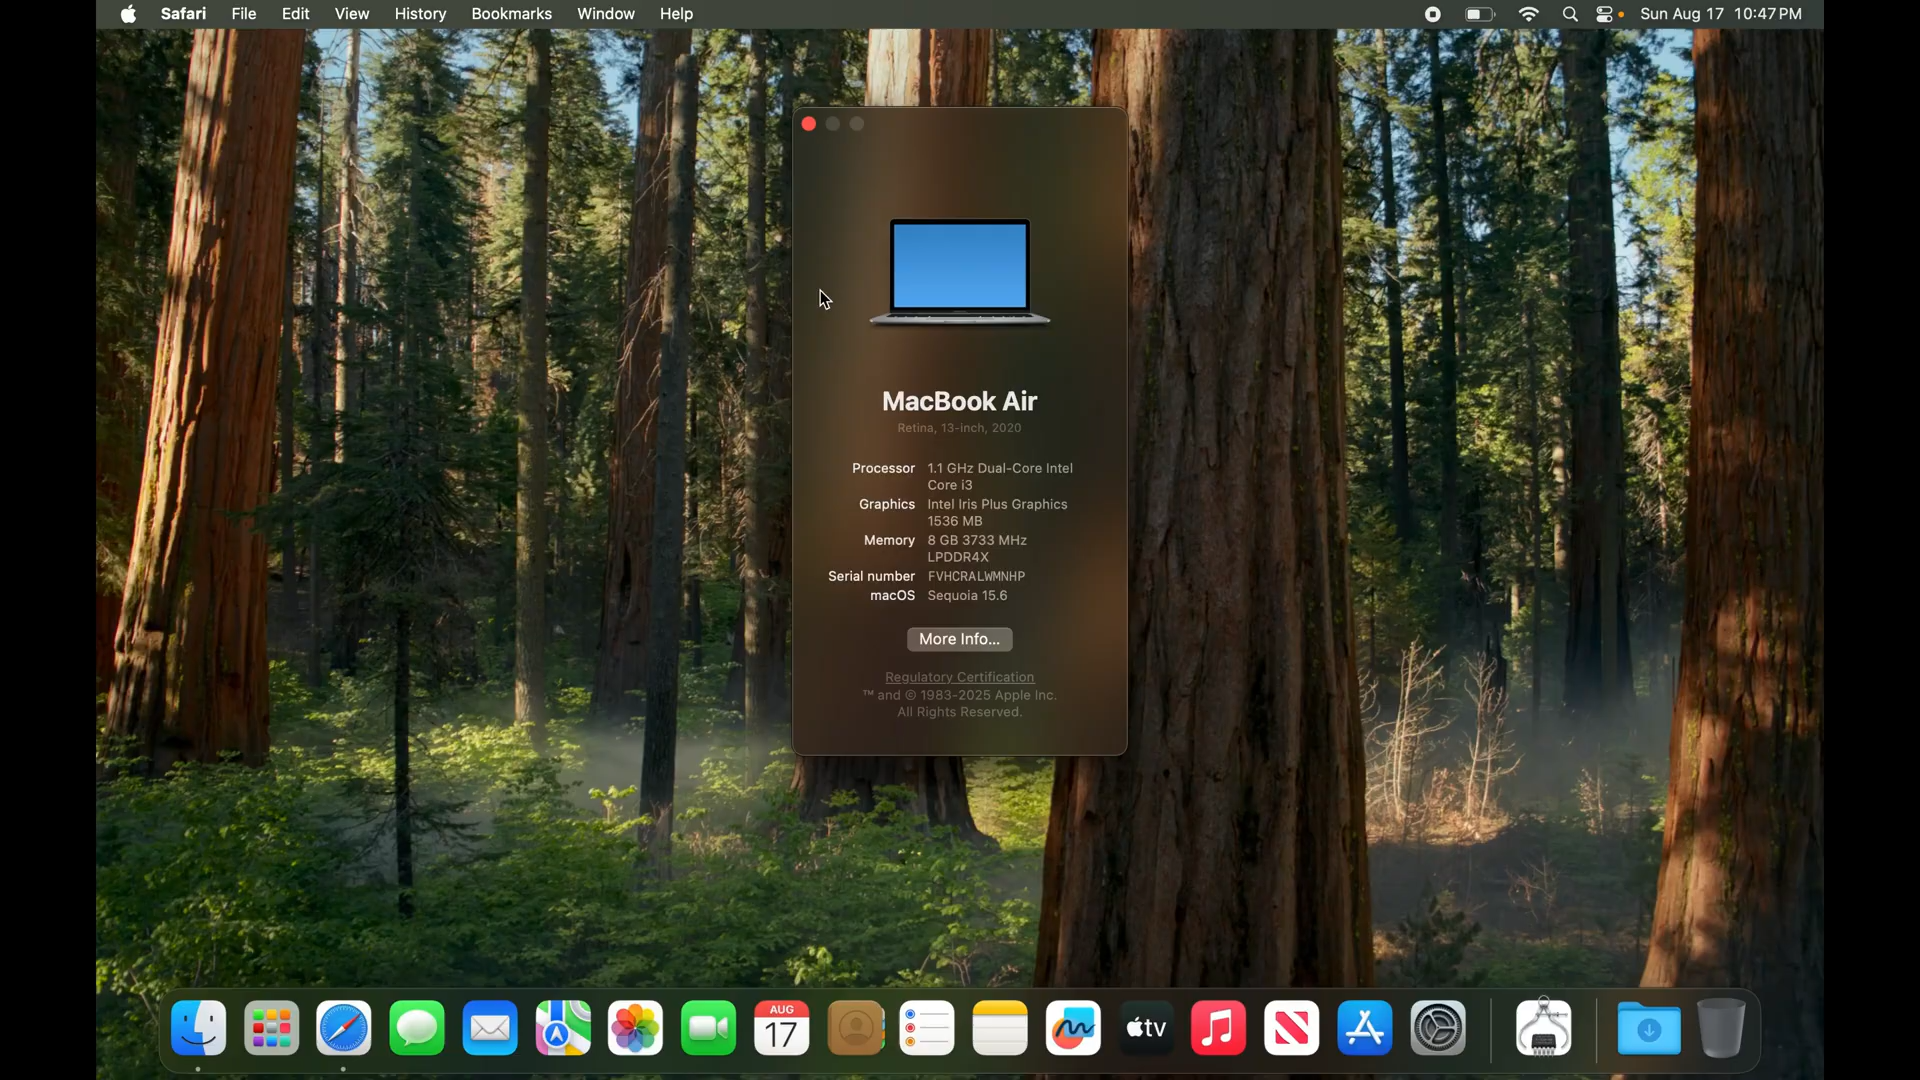 Safari File Edit View History Bookmarks Window Help Sun Aug 17 10:47 PM
MacBook Air
Retina, 13-inch, 2020
Processor 1.1 GHz Dual-Core Intel
Core i3
Graphics Intel Iris Plus Graphics
1536 MB
Memory 8 GB 3733 MHz
LPDDR4X
Serial number FVHCRALWMNHP
macOS Sequoia 15.6
More Info...
Regulatory Certification
™ and © 1983-2025 Apple Inc.
All Rights Reserved.
AUG
17
tv